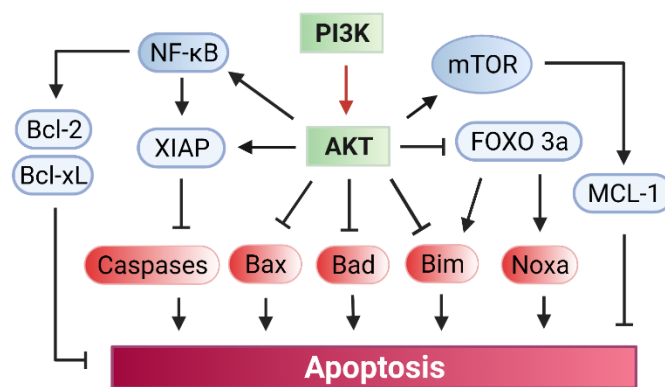 PI3K
NF-κB
mTOR
Bcl-2
XIAP
AKT
FOXO 3a
Bcl-xL
MCL-1
Caspases
Bax
Bad
Bim
Noxa
Apoptosis